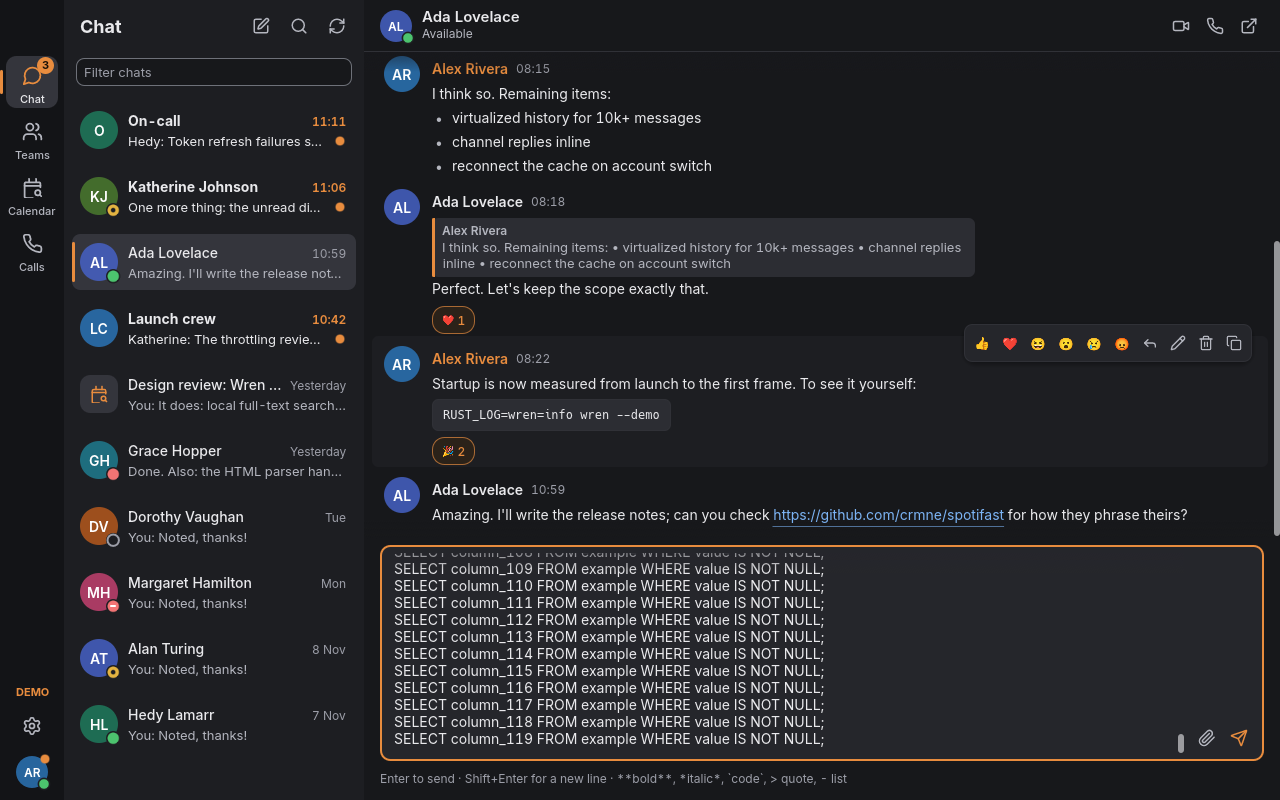 Chat
Filter chats
3
Chat
Teams
Calendar
Calls
DEMO
AR
O
On-call
11:11
Hedy: Token refresh failures s...
KJ
Katherine Johnson
11:06
One more thing: the unread di...
AL
Ada Lovelace
10:59
Amazing. I'll write the release not...
LC
Launch crew
10:42
Katherine: The throttling revie...
Design review: Wren ...
Yesterday
You: It does: local full-text search...
GH
Grace Hopper
Yesterday
Done. Also: the HTML parser han...
DV
Dorothy Vaughan
Tue
You: Noted, thanks!
MH
Margaret Hamilton
Mon
You: Noted, thanks!
AT
Alan Turing
8 Nov
You: Noted, thanks!
HL
Hedy Lamarr
7 Nov
You: Noted, thanks!
AL
Ada Lovelace
Available
AR
Alex Rivera 08:15
I think so. Remaining items:
• virtualized history for 10k+ messages
• channel replies inline
• reconnect the cache on account switch
AL
Ada Lovelace 08:18
Alex Rivera
I think so. Remaining items: • virtualized history for 10k+ messages • channel replies
inline • reconnect the cache on account switch
Perfect. Let's keep the scope exactly that.
❤️ 1
👍 ❤️ 😆 😮 😢 😡
AR
Alex Rivera 08:22
Startup is now measured from launch to the first frame. To see it yourself:
RUST_LOG=wren=info wren --demo
🎉 2
AL
Ada Lovelace 10:59
Amazing. I'll write the release notes; can you check https://github.com/crmne/spotifast for how they phrase theirs?
SELECT column_108 FROM example WHERE value IS NOT NULL;
SELECT column_109 FROM example WHERE value IS NOT NULL;
SELECT column_110 FROM example WHERE value IS NOT NULL;
SELECT column_111 FROM example WHERE value IS NOT NULL;
SELECT column_112 FROM example WHERE value IS NOT NULL;
SELECT column_113 FROM example WHERE value IS NOT NULL;
SELECT column_114 FROM example WHERE value IS NOT NULL;
SELECT column_115 FROM example WHERE value IS NOT NULL;
SELECT column_116 FROM example WHERE value IS NOT NULL;
SELECT column_117 FROM example WHERE value IS NOT NULL;
SELECT column_118 FROM example WHERE value IS NOT NULL;
SELECT column_119 FROM example WHERE value IS NOT NULL;
Enter to send · Shift+Enter for a new line · **bold**, *italic*, `code`, > quote, - list